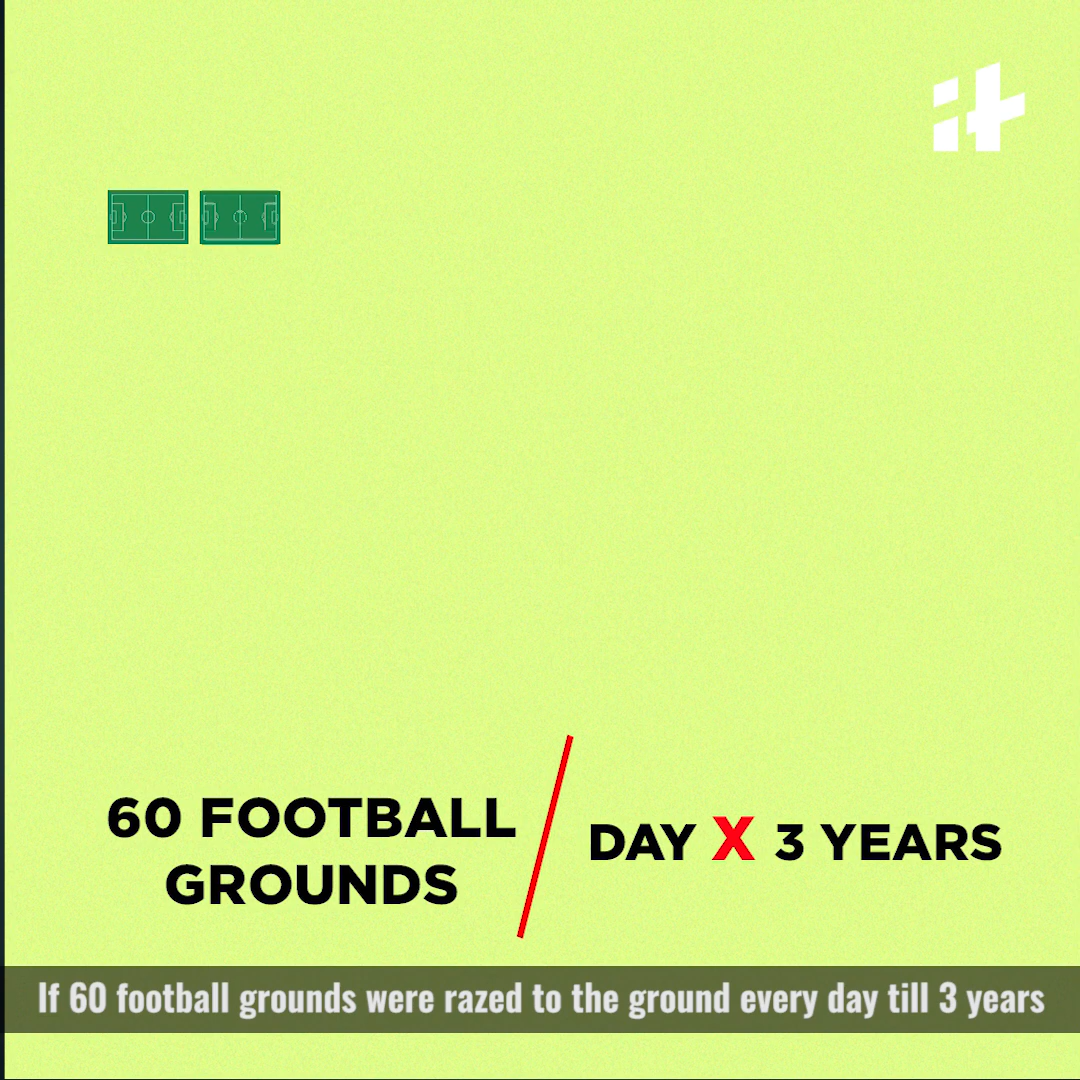 it
60 FOOTBALL
GROUNDS
/
DAY X 3 YEARS
If 60 football grounds were razed to the ground every day till 3 years